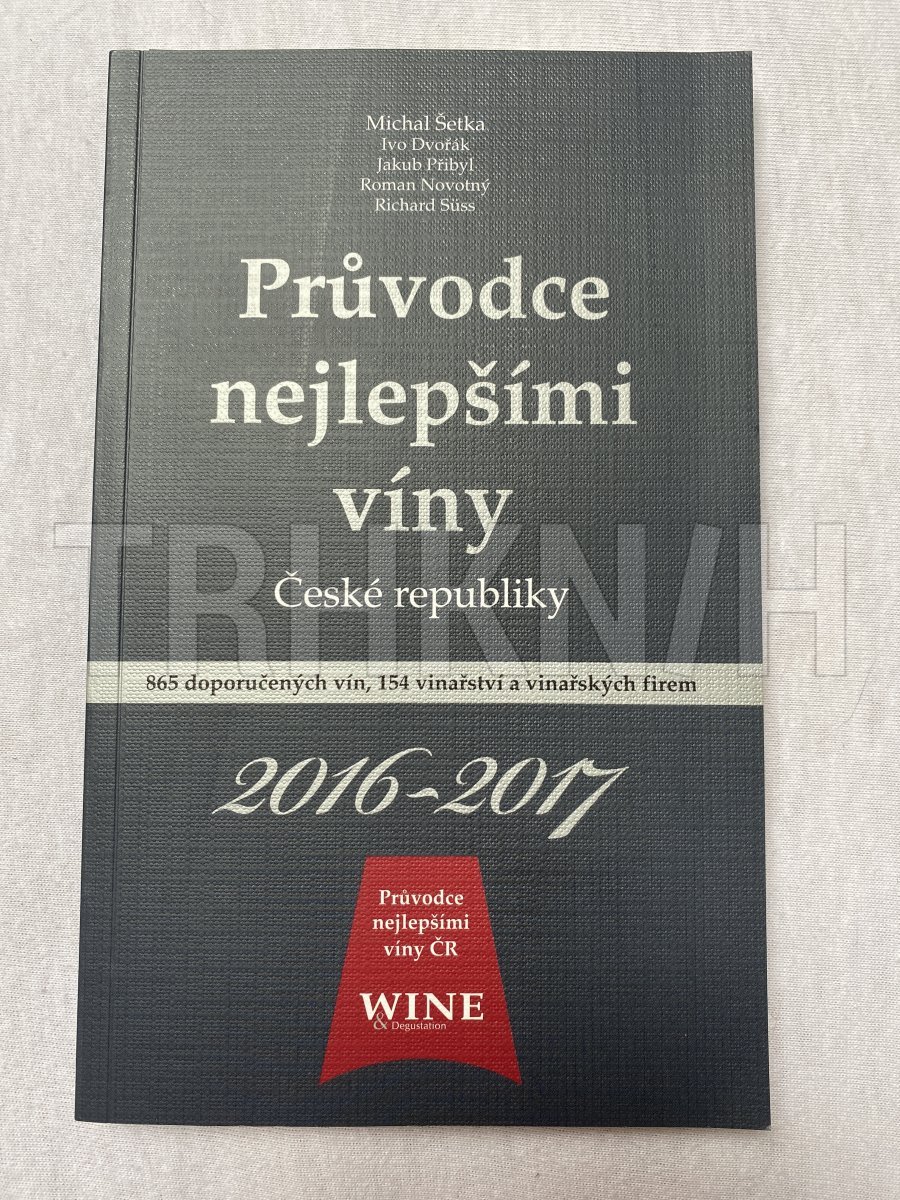 Michal Šetka
Ivo Dvořák
Jakub Přibyl
Roman Novotný
Richard Süss
Průvodce
nejlepšími
víny
České republiky
TRHKNIH
865 doporučených vín, 154 vinařství a vinařských firem
2016–2017
Průvodce
nejlepšími
víny ČR
WINE
& Degustation